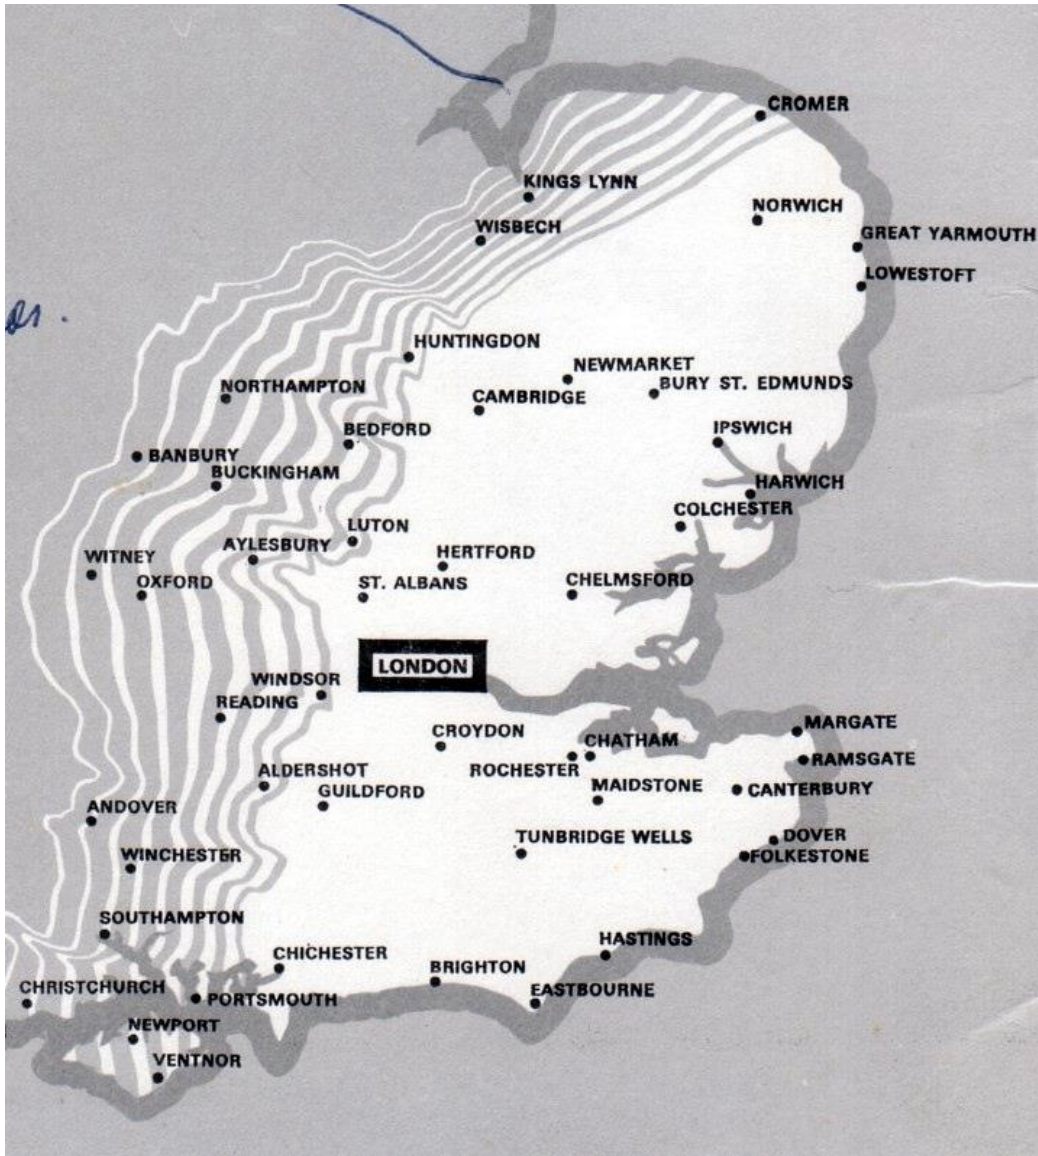 CROMER
KINGS LYNN
NORWICH
WISBECH
GREAT YARMOUTH
LOWESTOFT
HUNTINGDON
NEWMARKET
NORTHAMPTON
BURY ST. EDMUNDS
CAMBRIDGE
BEDFORD
IPSWICH
BANBURY
BUCKINGHAM
HARWICH
COLCHESTER
LUTON
AYLESBURY
HERTFORD
WITNEY
OXFORD
ST. ALBANS
CHELMSFORD
LONDON
WINDSOR
READING
MARGATE
CROYDON
CHATHAM
RAMSGATE
ROCHESTER
ALDERSHOT
GUILDFORD
MAIDSTONE
CANTERBURY
ANDOVER
TUNBRIDGE WELLS
DOVER
WINCHESTER
FOLKESTONE
SOUTHAMPTON
HASTINGS
CHICHESTER
BRIGHTON
CHRISTCHURCH
PORTSMOUTH
EASTBOURNE
NEWPORT
VENTNOR